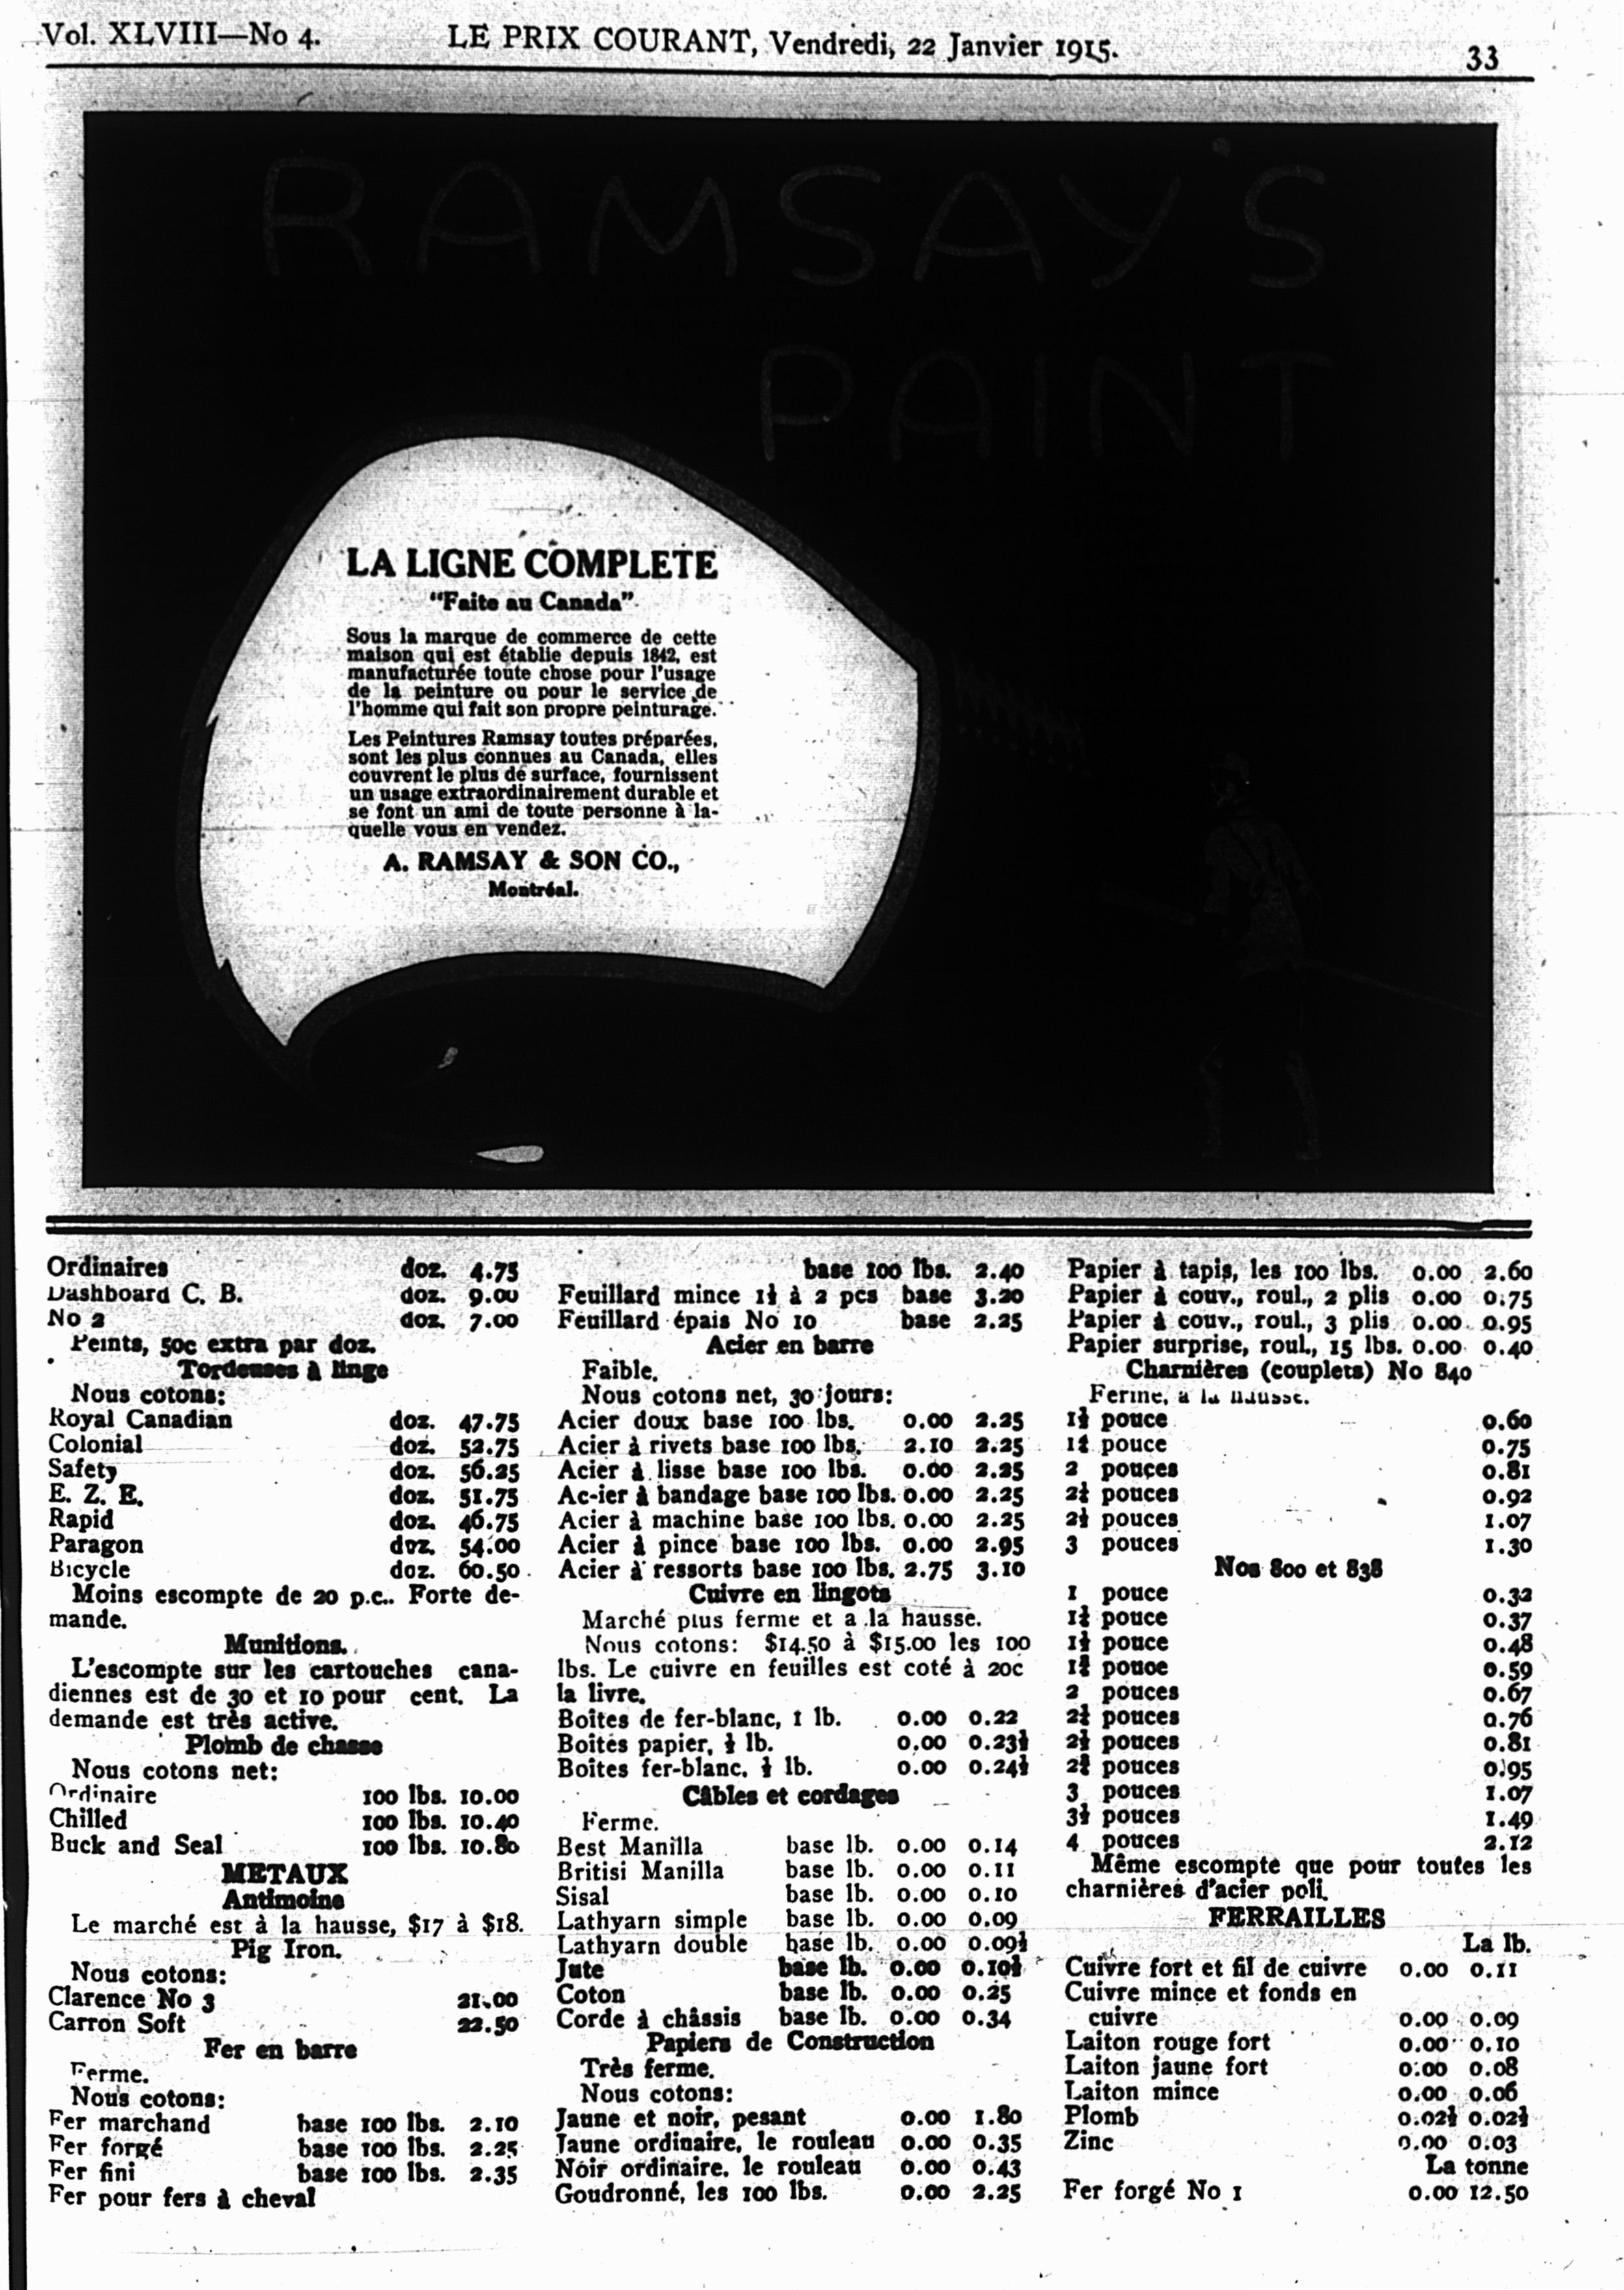 Vol. XLVIII—No 4.
LE PRIX COURANT, Vendredi, 22 Janvier 1915.
33
RAMSAY'S
PAINT
LA LIGNE COMPLETE
"Faite au Canada"
Sous la marque de commerce de cette
maison qui est établie depuis 1842, est
manufacturée toute chose pour l'usage
de la peinture ou pour le service de
l'homme qui fait son propre peinturage.
Les Peintures Ramsay toutes préparées,
sont les plus connues au Canada, elles
couvrent le plus de surface, fournissent
un usage extraordinairement durable et
se font un ami de toute personne à la-
quelle vous en vendez.
A. RAMSAY & SON CO.,
Montréal.
Ordinaires doz. 4.75
Dashboard C. B. doz. 9.00
No 2 doz. 7.00
Peints, 50c extra par doz.
Tordeuses à linge
Nous cotons:
Royal Canadian doz. 47.75
Colonial doz. 52.75
Safety doz. 56.25
E. Z. E. doz. 51.75
Rapid doz. 46.75
Paragon doz. 54.00
Bicycle doz. 60.50
Moins escompte de 20 p.c.. Forte de-
mande.
Munitions.
L'escompte sur les cartouches cana-
diennes est de 30 et 10 pour cent. La
demande est très active.
Plomb de chasse
Nous cotons net:
Ordinaire 100 lbs. 10.00
Chilled 100 lbs. 10.40
Buck and Seal 100 lbs. 10.80
METAUX
Antimoine
Le marché est à la hausse, $17 à $18.
Pig Iron.
Nous cotons:
Clarence No 3 21.00
Carron Soft 22.50
Fer en barre
Ferme.
Nous cotons:
Fer marchand base 100 lbs. 2.10
Fer forgé base 100 lbs. 2.25
Fer fini base 100 lbs. 2.35
Fer pour fers à cheval
base 100 lbs. 2.40
Feuillard mince 1½ à 2 pcs base 3.20
Feuillard épais No 10 base 2.25
Acier en barre
Faible.
Nous cotons net, 30 jours:
Acier doux base 100 lbs. 0.00 2.25
Acier à rivets base 100 lbs. 2.10 2.25
Acier à lisse base 100 lbs. 0.00 2.25
Ac-ier à bandage base 100 lbs. 0.00 2.25
Acier à machine base 100 lbs. 0.00 2.25
Acier à pince base 100 lbs. 0.00 2.95
Acier à ressorts base 100 lbs. 2.75 3.10
Cuivre en lingots
Marché plus ferme et a la hausse.
Nous cotons: $14.50 à $15.00 les 100
lbs. Le cuivre en feuilles est coté à 20c
la livre.
Boites de fer-blanc, 1 lb. 0.00 0.22
Boites papier, ½ lb. 0.00 0.23½
Boites fer-blanc, ½ lb. 0.00 0.24½
Câbles et cordages
Ferme.
Best Manilla base lb. 0.00 0.14
Britisi Manilla base lb. 0.00 0.11
Sisal base lb. 0.00 0.10
Lathyarn simple base lb. 0.00 0.09
Lathyarn double base lb. 0.00 0.09½
Jute base lb. 0.00 0.10½
Coton base lb. 0.00 0.25
Corde à châssis base lb. 0.00 0.34
Papiers de Construction
Très ferme.
Nous cotons:
Jaune et noir, pesant 0.00 1.80
Jaune ordinaire, le rouleau 0.00 0.35
Noir ordinaire, le rouleau 0.00 0.43
Goudronné, les 100 lbs. 0.00 2.25
Papier à tapis, les 100 lbs. 0.00 2.60
Papier à couv., roul., 2 plis 0.00 0.75
Papier à couv., roul., 3 plis 0.00 0.95
Papier surprise, roul., 15 lbs. 0.00 0.40
Charnières (couplets) No 840
Ferme, à la hausse.
pouce 0.60
pouce 0.75
2 pouces 0.81
pouces 0.92
pouces 1.07
3 pouces 1.30
Nos 800 et 838
1 pouce 0.32
pouce 0.37
pouce 0.48
pouce 0.59
2 pouces 0.67
pouces 0.76
pouces 0.81
pouces 0.95
3 pouces 1.07
3½ pouces 1.49
4 pouces 2.12
Même escompte que pour toutes les
charnières d'acier poli.
FERRAILLES
La lb.
Cuivre fort et fil de cuivre 0.00 0.11
Cuivre mince et fonds en
cuivre 0.00 0.09
Laiton rouge fort 0.00 0.10
Laiton jaune fort 0.00 0.08
Laiton mince 0.00 0.06
Plomb
Zinc 0.00 0.03
La tonne
Fer forgé No 1 0.00 12.50